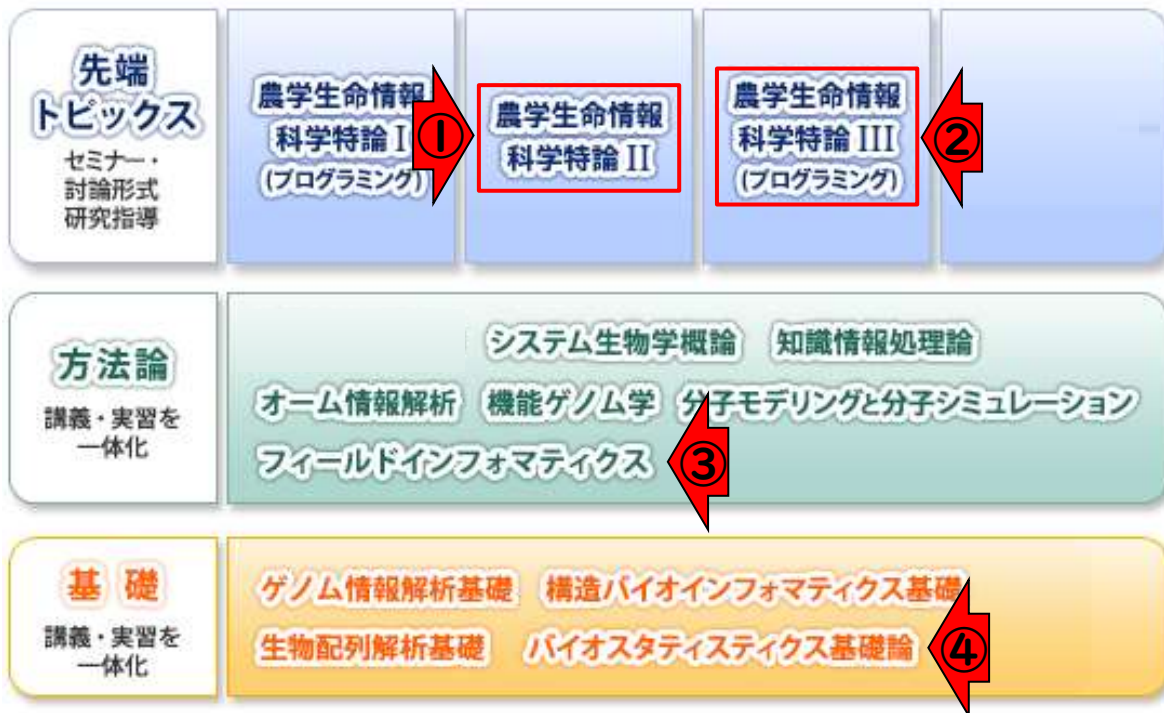 先端
トピックス
セミナー・
討論形式
研究指導
農学生命情報
科学特論 I
(プログラミング)
①
農学生命情報
科学特論 II
農学生命情報
科学特論 III
(プログラミング)
②
方法論
講義・実習を
一体化
システム生物学概論 知識情報処理論
オーム情報解析 機能ゲノム学 分子モデリングと分子シミュレーション
フィールドインフォマティクス
③
基礎
講義・実習を
一体化
ゲノム情報解析基礎 構造バイオインフォマティクス基礎
生物配列解析基礎 バイオスタティスティクス基礎論
④